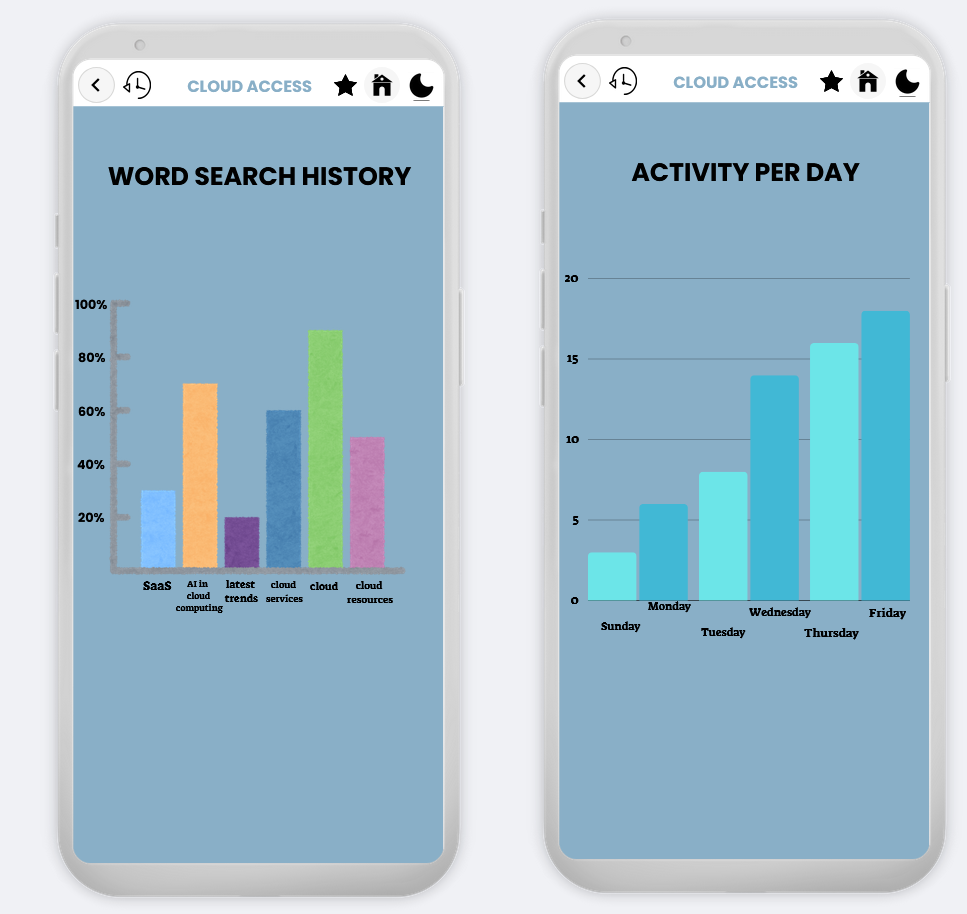 CLOUD ACCESS
WORD SEARCH HISTORY
100%
80%
60%
40%
20%
SaaS
AI in
cloud
computing
latest
trends
cloud
services
cloud
cloud
resources
CLOUD ACCESS
ACTIVITY PER DAY
20
15
10
5
0
Sunday
Monday
Tuesday
Wednesday
Thursday
Friday